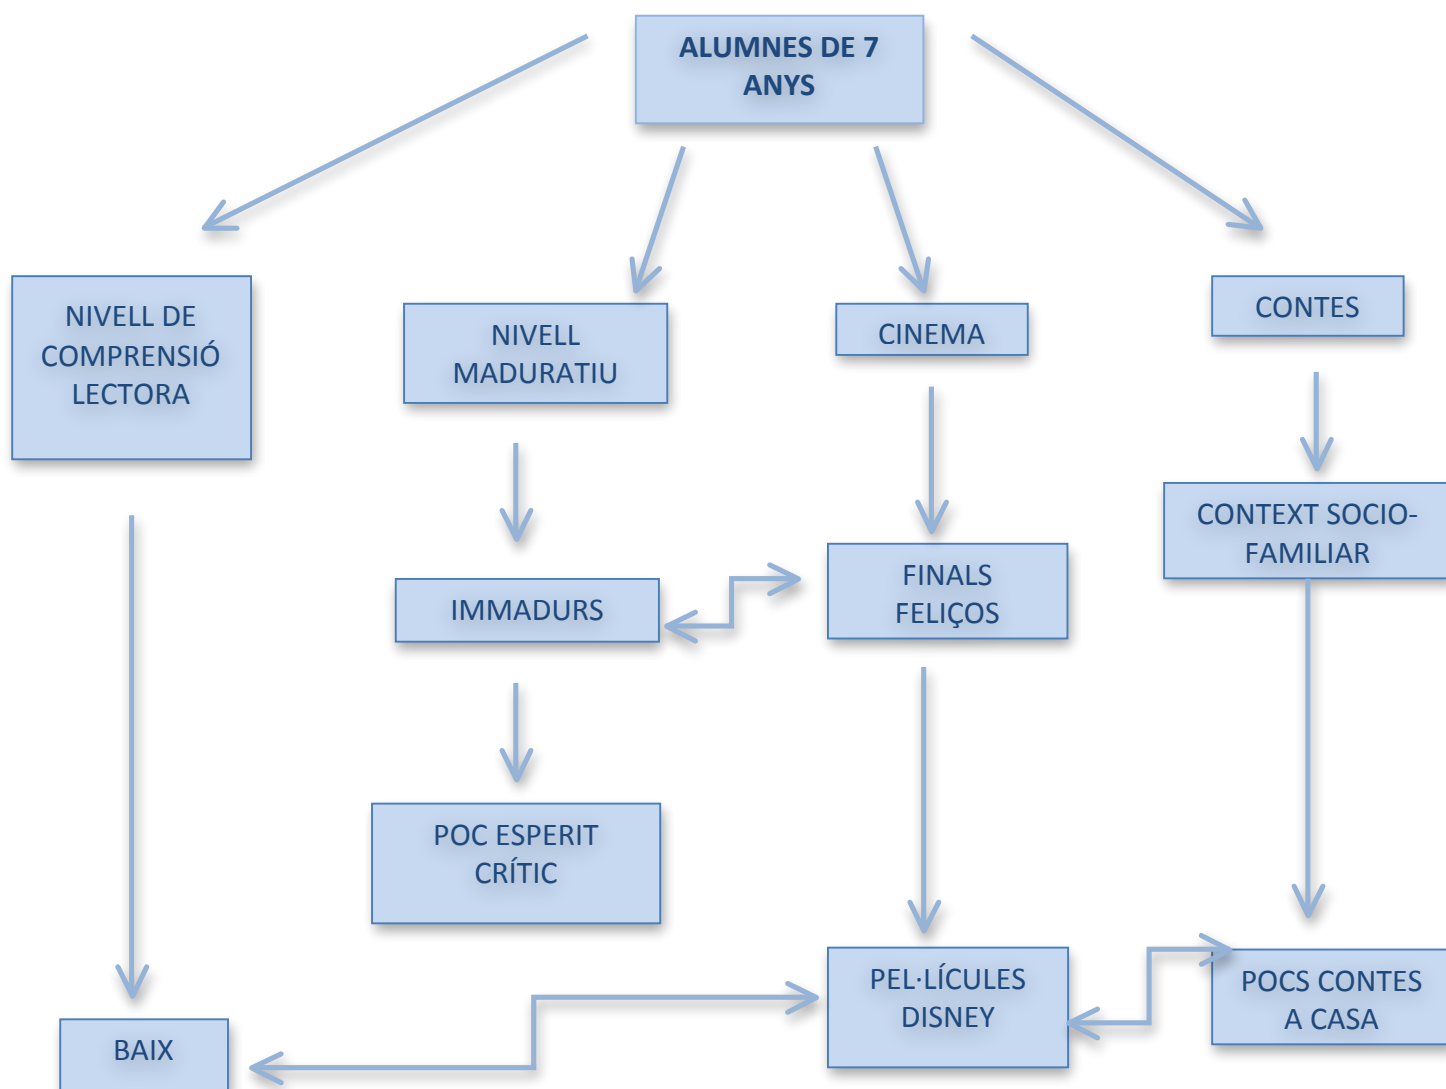 ALUMNES DE 7
ANYS
NIVELL DE
COMPRENSIÓ
LECTORA
NIVELL
MADURATIU
CINEMA
CONTES
CONTEXT SOCIO-
FAMILIAR
IMMADURS
FINALS
FELIÇOS
POC ESPERIT
CRÍTIC
PEL·LÍCULES
DISNEY
POCS CONTES
A CASA
BAIX